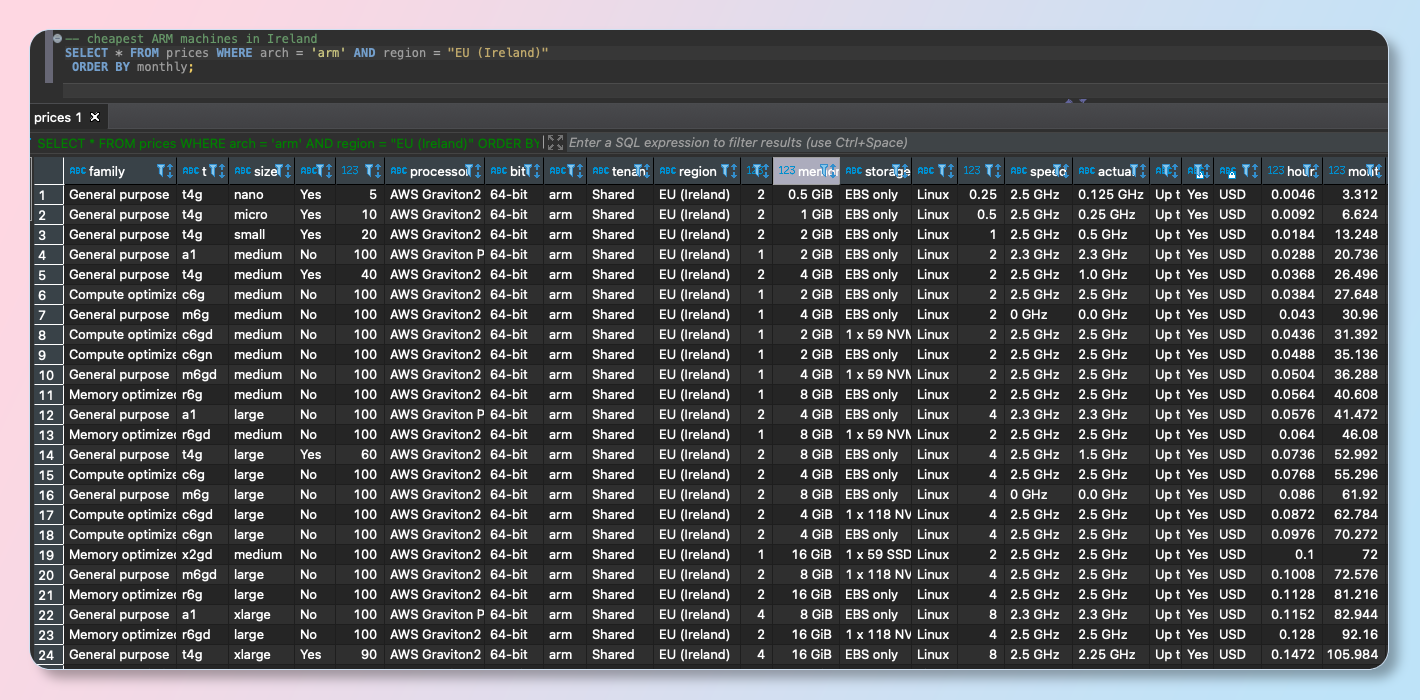 -- cheapest ARM machines in Ireland
SELECT * FROM prices WHERE arch = 'arm' AND region = "EU (Ireland)"
ORDER BY monthly;
prices 1 ×
SELECT * FROM prices WHERE arch = 'arm' AND region = "EU (Ireland)" ORDER BY Enter a SQL expression to filter results (use Ctrl+Space)
ABC family ABC t ABC size ABC 123 ABC processor ABC bit ABC ABC tenan ABC region 123 123 memor ABC storage ABC 123 ABC speed ABC actual ABC ABC ABC 123 hour 123 mont
1 General purpose t4g nano Yes 5 AWS Graviton2 64-bit arm Shared EU (Ireland) 2 0.5 GiB EBS only Linux 0.25 2.5 GHz 0.125 GHz Up t Yes USD 0.0046 3.312
2 General purpose t4g micro Yes 10 AWS Graviton2 64-bit arm Shared EU (Ireland) 2 1 GiB EBS only Linux 0.5 2.5 GHz 0.25 GHz Up t Yes USD 0.0092 6.624
3 General purpose t4g small Yes 20 AWS Graviton2 64-bit arm Shared EU (Ireland) 2 2 GiB EBS only Linux 1 2.5 GHz 0.5 GHz Up t Yes USD 0.0184 13.248
4 General purpose a1 medium No 100 AWS Graviton P 64-bit arm Shared EU (Ireland) 1 2 GiB EBS only Linux 2 2.3 GHz 2.3 GHz Up t Yes USD 0.0288 20.736
5 General purpose t4g medium Yes 40 AWS Graviton2 64-bit arm Shared EU (Ireland) 2 4 GiB EBS only Linux 2 2.5 GHz 1.0 GHz Up t Yes USD 0.0368 26.496
6 Compute optimize c6g medium No 100 AWS Graviton2 64-bit arm Shared EU (Ireland) 1 2 GiB EBS only Linux 2 2.5 GHz 2.5 GHz Up t Yes USD 0.0384 27.648
7 General purpose m6g medium No 100 AWS Graviton2 64-bit arm Shared EU (Ireland) 1 4 GiB EBS only Linux 2 0 GHz 0.0 GHz Up t Yes USD 0.043 30.96
8 Compute optimize c6gd medium No 100 AWS Graviton2 64-bit arm Shared EU (Ireland) 1 2 GiB 1 x 59 NVM Linux 2 2.5 GHz 2.5 GHz Up t Yes USD 0.0436 31.392
9 Compute optimize c6gn medium No 100 AWS Graviton2 64-bit arm Shared EU (Ireland) 1 2 GiB EBS only Linux 2 2.5 GHz 2.5 GHz Up t Yes USD 0.0488 35.136
10 General purpose m6gd medium No 100 AWS Graviton2 64-bit arm Shared EU (Ireland) 1 4 GiB 1 x 59 NVM Linux 2 2.5 GHz 2.5 GHz Up t Yes USD 0.0504 36.288
11 Memory optimized r6g medium No 100 AWS Graviton2 64-bit arm Shared EU (Ireland) 1 8 GiB EBS only Linux 2 2.5 GHz 2.5 GHz Up t Yes USD 0.0564 40.608
12 General purpose a1 large No 100 AWS Graviton P 64-bit arm Shared EU (Ireland) 2 4 GiB EBS only Linux 4 2.3 GHz 2.3 GHz Up t Yes USD 0.0576 41.472
13 Memory optimized r6gd medium No 100 AWS Graviton2 64-bit arm Shared EU (Ireland) 1 8 GiB 1 x 59 NVM Linux 2 2.5 GHz 2.5 GHz Up t Yes USD 0.064 46.08
14 General purpose t4g large Yes 60 AWS Graviton2 64-bit arm Shared EU (Ireland) 2 8 GiB EBS only Linux 4 2.5 GHz 1.5 GHz Up t Yes USD 0.0736 52.992
15 Compute optimize c6g large No 100 AWS Graviton2 64-bit arm Shared EU (Ireland) 2 4 GiB EBS only Linux 4 2.5 GHz 2.5 GHz Up t Yes USD 0.0768 55.296
16 General purpose m6g large No 100 AWS Graviton2 64-bit arm Shared EU (Ireland) 2 8 GiB EBS only Linux 4 0 GHz 0.0 GHz Up t Yes USD 0.086 61.92
17 Compute optimize c6gd large No 100 AWS Graviton2 64-bit arm Shared EU (Ireland) 2 4 GiB 1 x 118 NV Linux 4 2.5 GHz 2.5 GHz Up t Yes USD 0.0872 62.784
18 Compute optimize c6gn large No 100 AWS Graviton2 64-bit arm Shared EU (Ireland) 2 4 GiB EBS only Linux 4 2.5 GHz 2.5 GHz Up t Yes USD 0.0976 70.272
19 Memory optimized x2gd medium No 100 AWS Graviton2 64-bit arm Shared EU (Ireland) 1 16 GiB 1 x 59 SSD Linux 2 2.5 GHz 2.5 GHz Up t Yes USD 0.1 72
20 General purpose m6gd large No 100 AWS Graviton2 64-bit arm Shared EU (Ireland) 2 8 GiB 1 x 118 NV Linux 4 2.5 GHz 2.5 GHz Up t Yes USD 0.1008 72.576
21 Memory optimized r6g large No 100 AWS Graviton2 64-bit arm Shared EU (Ireland) 2 16 GiB EBS only Linux 4 2.5 GHz 2.5 GHz Up t Yes USD 0.1128 81.216
22 General purpose a1 xlarge No 100 AWS Graviton P 64-bit arm Shared EU (Ireland) 4 8 GiB EBS only Linux 8 2.3 GHz 2.3 GHz Up t Yes USD 0.1152 82.944
23 Memory optimized r6gd large No 100 AWS Graviton2 64-bit arm Shared EU (Ireland) 2 16 GiB 1 x 118 NV Linux 4 2.5 GHz 2.5 GHz Up t Yes USD 0.128 92.16
24 General purpose t4g xlarge Yes 90 AWS Graviton2 64-bit arm Shared EU (Ireland) 4 16 GiB EBS only Linux 8 2.5 GHz 2.25 GHz Up t Yes USD 0.1472 105.984